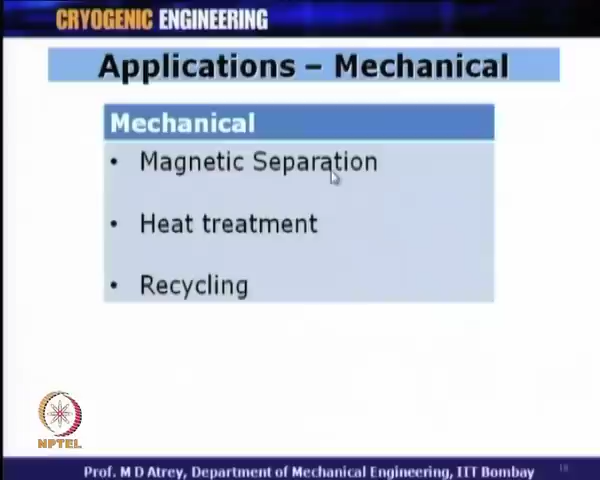 CRYOGENIC ENGINEERING
Applications – Mechanical
Mechanical
• Magnetic Separation
• Heat treatment
• Recycling
NPTEL
Prof. M D Atrey, Department of Mechanical Engineering, IIT Bombay